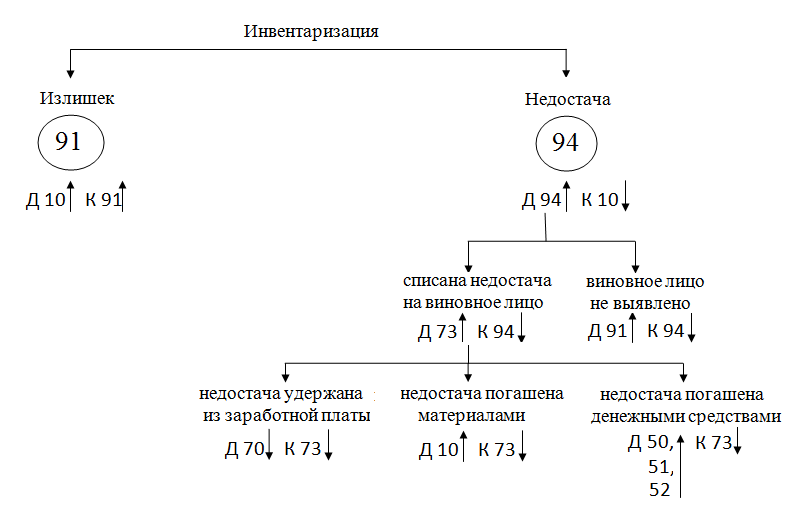 Инвентаризация
Излишек
Недостача
91
94
Д 10 К 91
Д 94 К 10
списана недостача
на виновное лицо
виновное лицо
не выявлено
Д 73 К 94
Д 91 К 94
недостача удержана
из заработной платы
недостача погашена
материалами
недостача погашена
денежными средствами
Д 70 К 73
Д 10 К 73
Д 50, К 73
51,
52